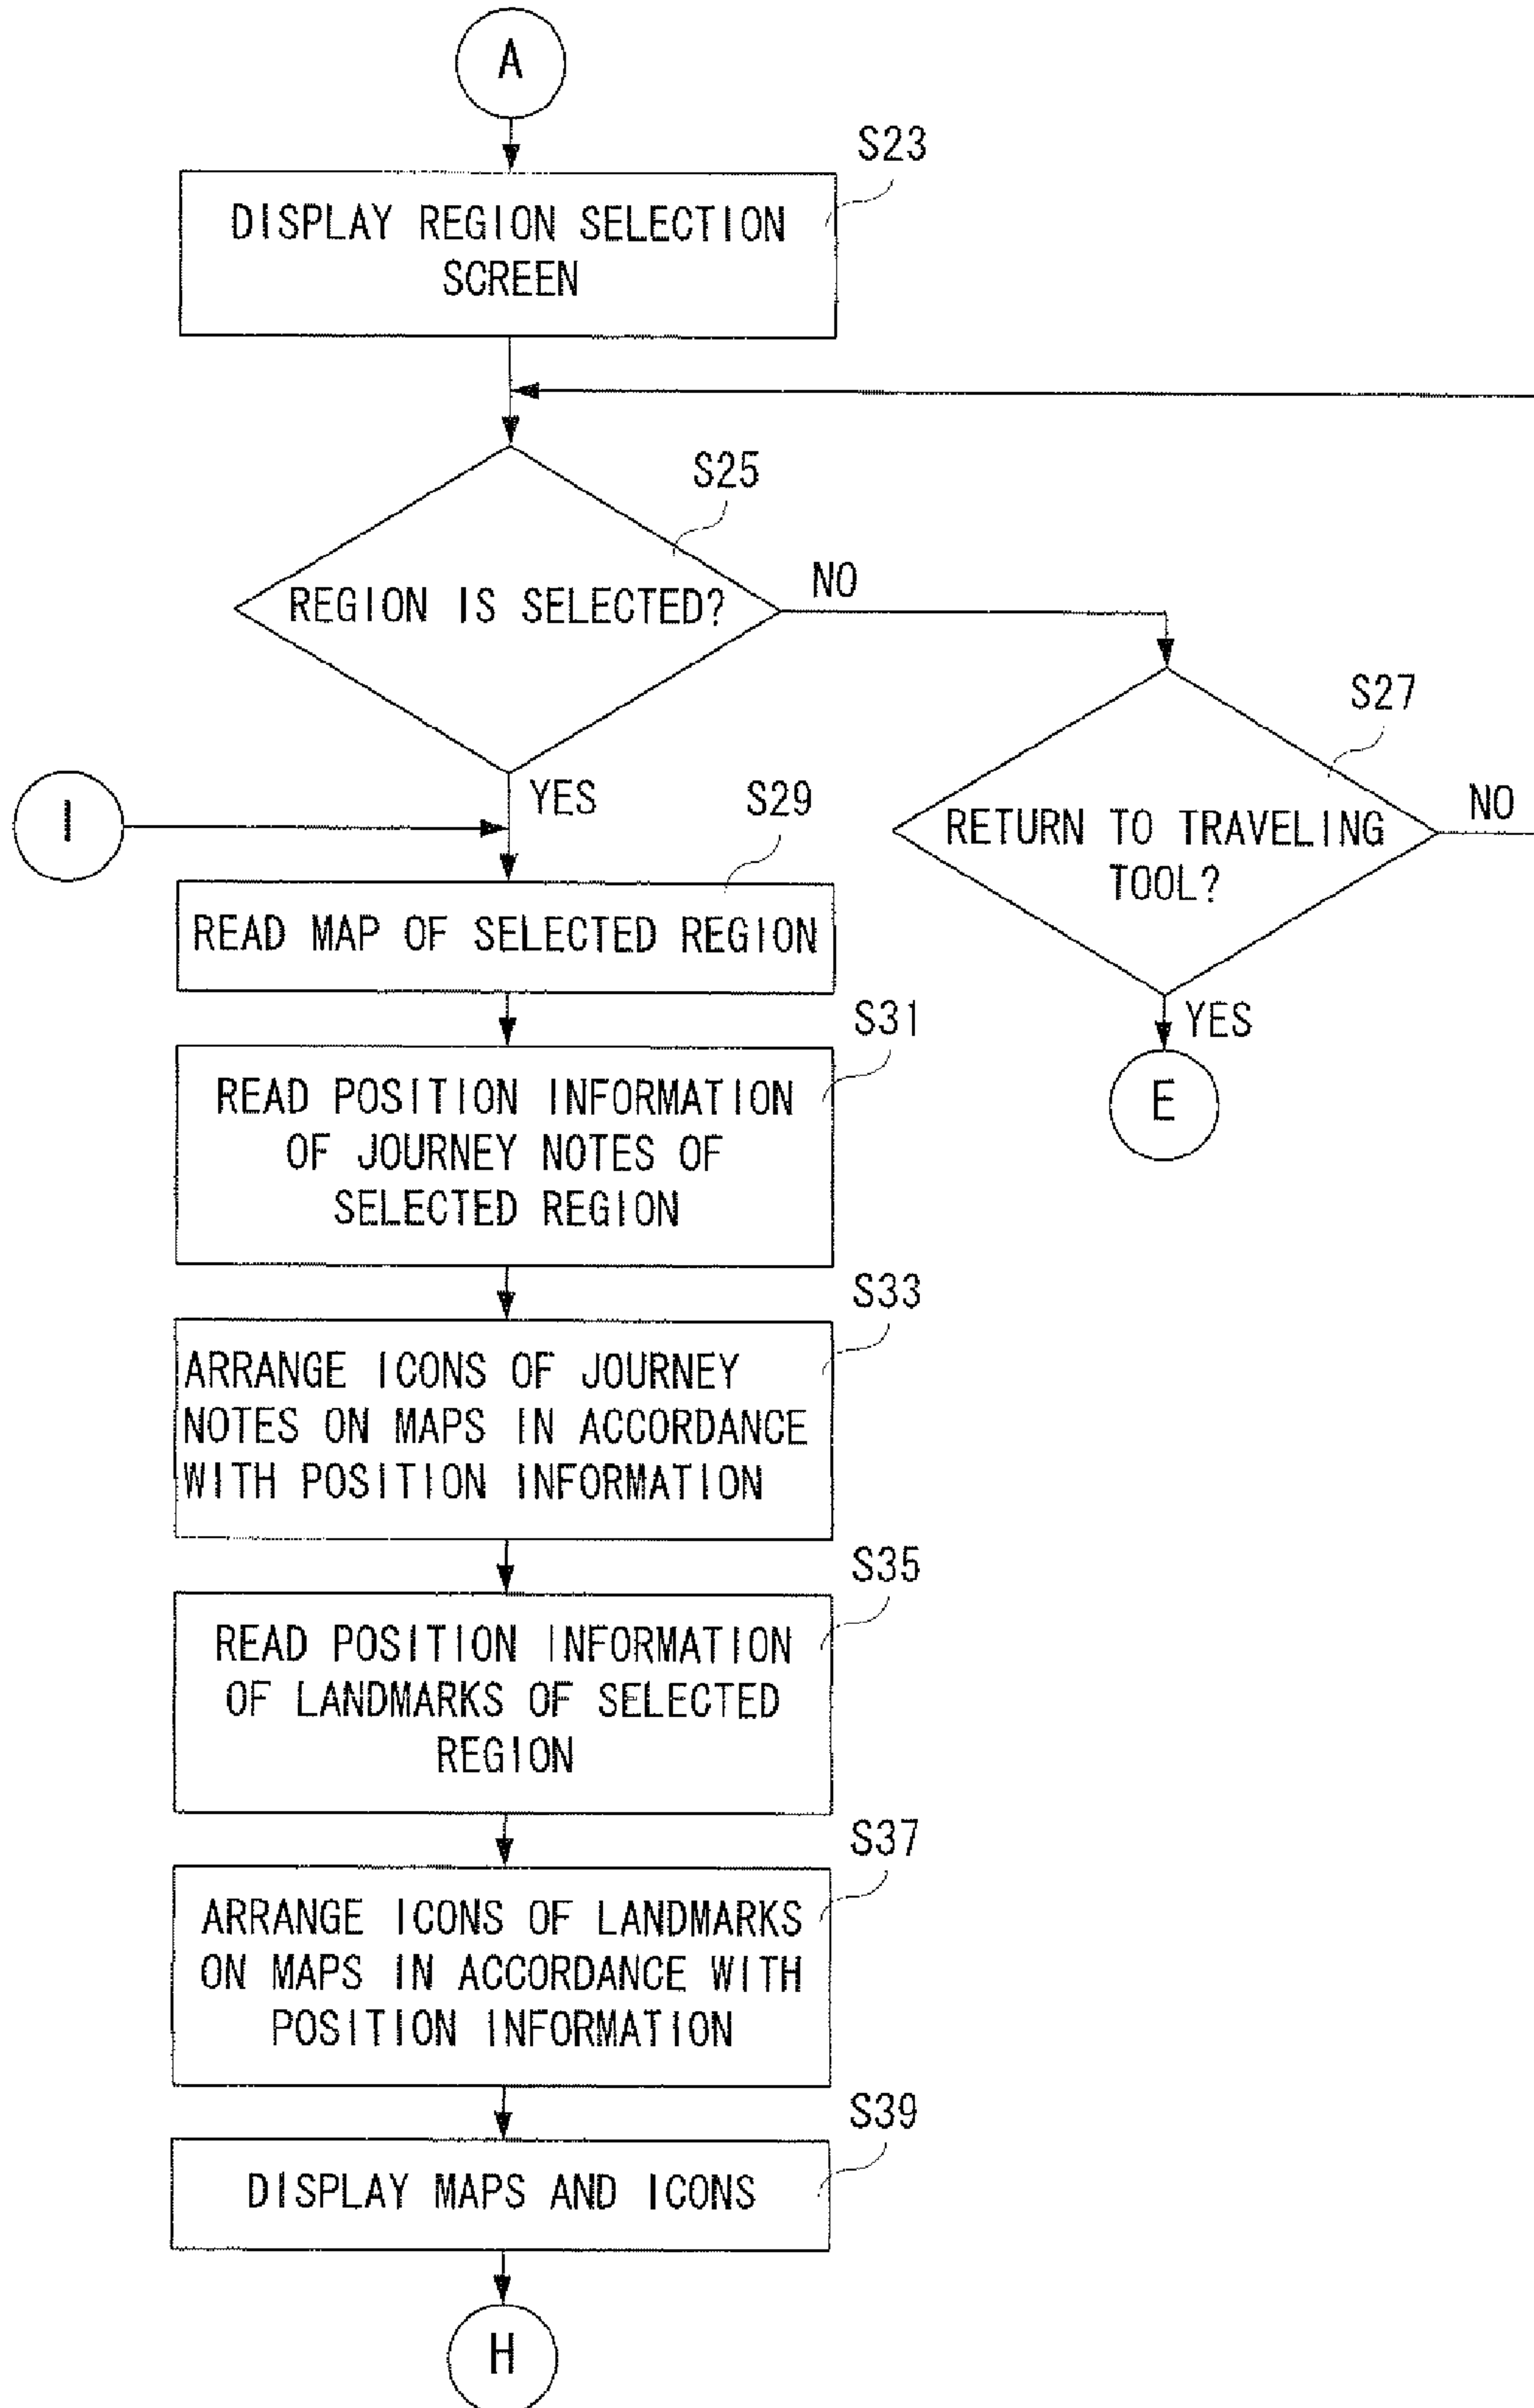 A
S23
DISPLAY REGION SELECTION
SCREEN
S25
REGION IS SELECTED?
NO
S27
RETURN TO TRAVELING
TOOL?
NO
YES
E
YES
I
S29
READ MAP OF SELECTED REGION
S31
READ POSITION INFORMATION
OF JOURNEY NOTES OF
SELECTED REGION
S33
ARRANGE ICONS OF JOURNEY
NOTES ON MAPS IN ACCORDANCE
WITH POSITION INFORMATION
S35
READ POSITION INFORMATION
OF LANDMARKS OF SELECTED
REGION
S37
ARRANGE ICONS OF LANDMARKS
ON MAPS IN ACCORDANCE WITH
POSITION INFORMATION
S39
DISPLAY MAPS AND ICONS
H